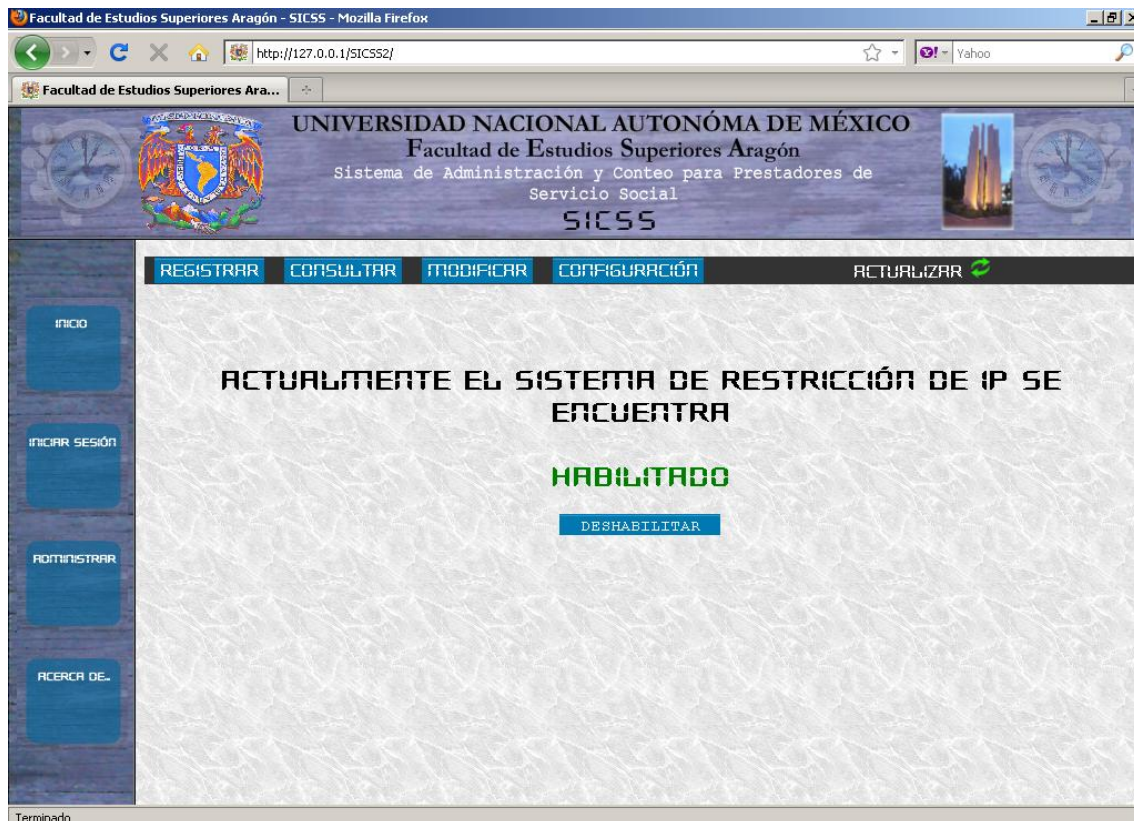 Facultad de Estudios Superiores Aragón - SICSS - Mozilla Firefox
http://127.0.0.1/SICSS2/
Yahoo
Facultad de Estudios Superiores Ara...
UNIVERSIDAD NACIONAL AUTONÓMA DE MÉXICO
Facultad de Estudios Superiores Aragón
Sistema de Administración y Conteo para Prestadores de
Servicio Social
SICSS
REGISTRAR CONSULTAR MODIFICAR CONFIGURACIÓN ACTUALIZAR
INICIO
INICIAR SESIÓN
ADMINISTRAR
ACERCA DE..
ACTUALMENTE EL SISTEMA DE RESTRICCIÓN DE IP SE
ENCUENTRA
HABILITADO
DESHABILITAR
Terminado